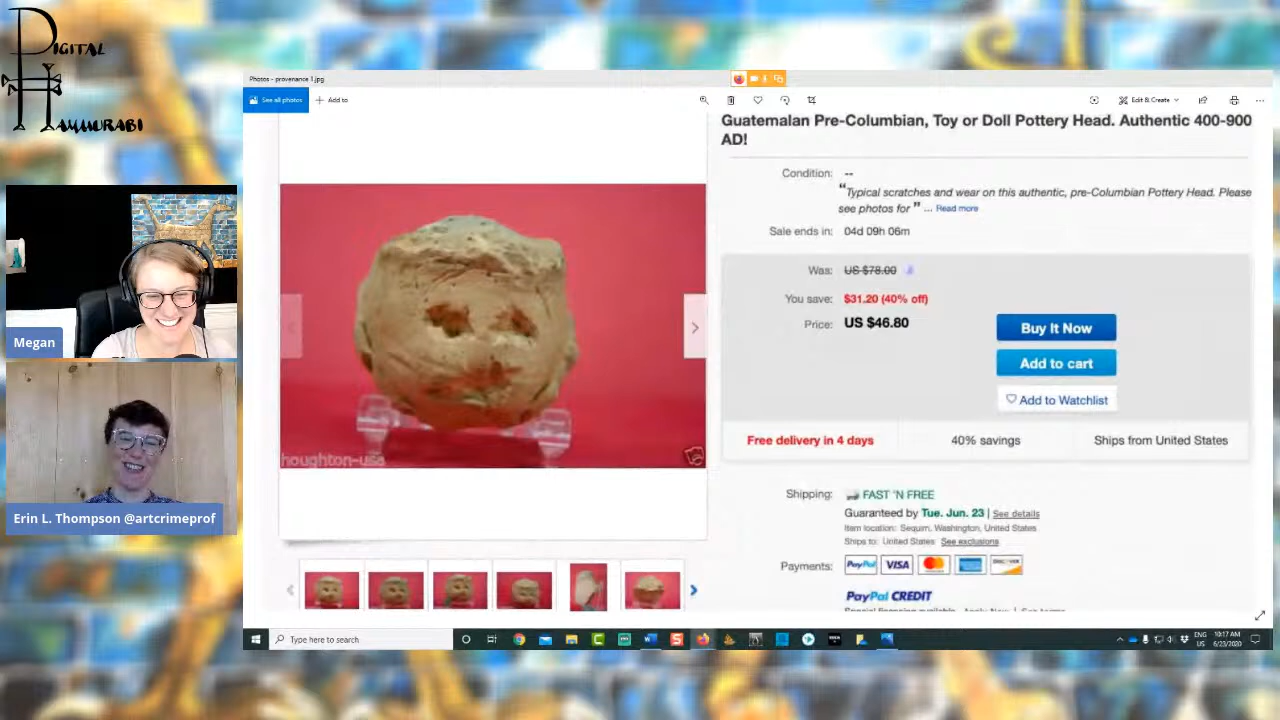 DIGITAL
HAMMURABI
Megan
Erin L. Thompson @artcrimeprof
Photos - provenance 1.jpg
See all photos
Add to
Edit & Create
houghton-usa
Guatemalan Pre-Columbian, Toy or Doll Pottery Head. Authentic 400-900
AD!
Condition: --
“Typical scratches and wear on this authentic, pre-Columbian Pottery Head. Please
see photos for ” ... Read more
Sale ends in: 04d 09h 06m
Was: US $78.00
You save: $31.20 (40% off)
Price: US $46.80
Buy It Now
Add to cart
Add to Watchlist
Free delivery in 4 days 40% savings Ships from United States
Shipping: FAST 'N FREE
Guaranteed by Tue. Jun. 23 | See details
Item location: Sequim, Washington, United States
Ships to: United States See exclusions
Payments: PayPal VISA
PayPal CREDIT
Type here to search
ENG
US
10:17 AM
6/23/2020